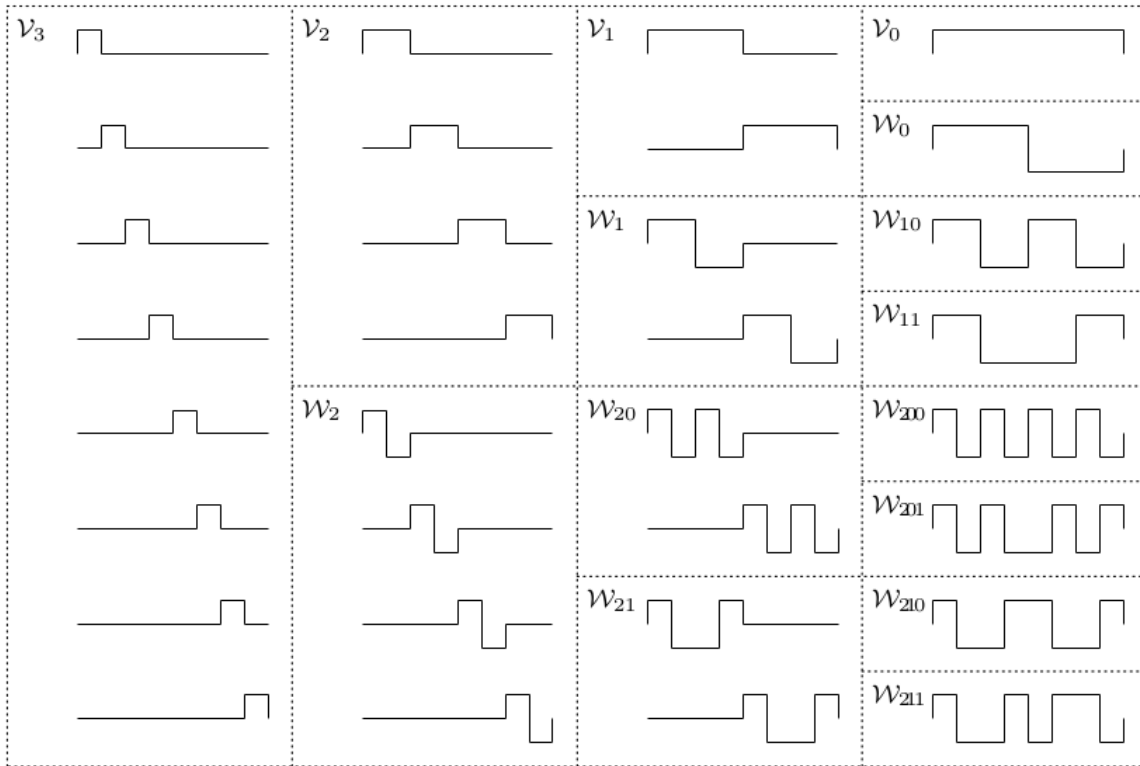 𝒱₃ 𝒱₂ 𝒱₁ 𝒱₀
𝒲₀
𝒲₁ 𝒲₁₀
𝒲₁₁
𝒲₂ 𝒲₂₀ 𝒲₂₀₀
𝒲₂₀₁
𝒲₂₁ 𝒲₂₁₀
𝒲₂₁₁